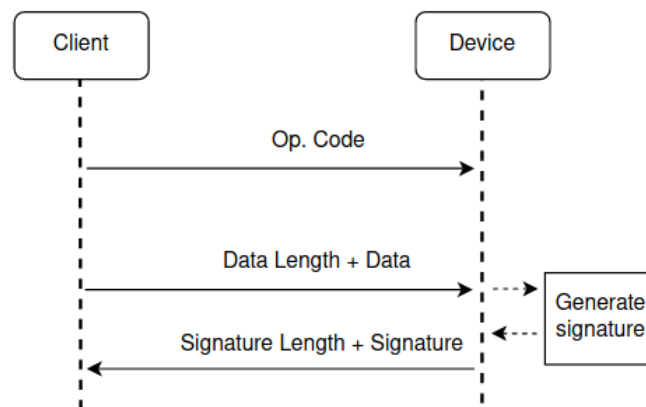 Client
Device
Op. Code
Data Length + Data
Generate
signature
Signature Length + Signature